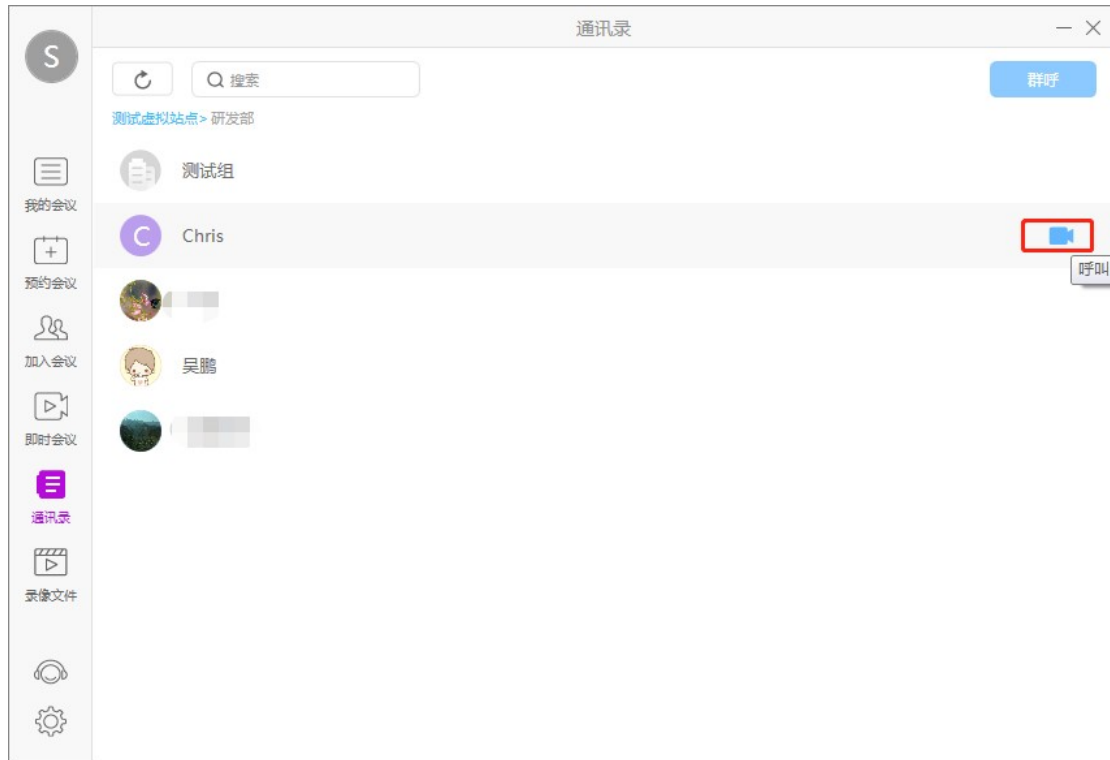 通讯录
S
搜索
群呼
测试虚拟站点> 研发部
测试组
C Chris
呼叫
吴鹏
我的会议
预约会议
加入会议
即时会议
通讯录
录像文件